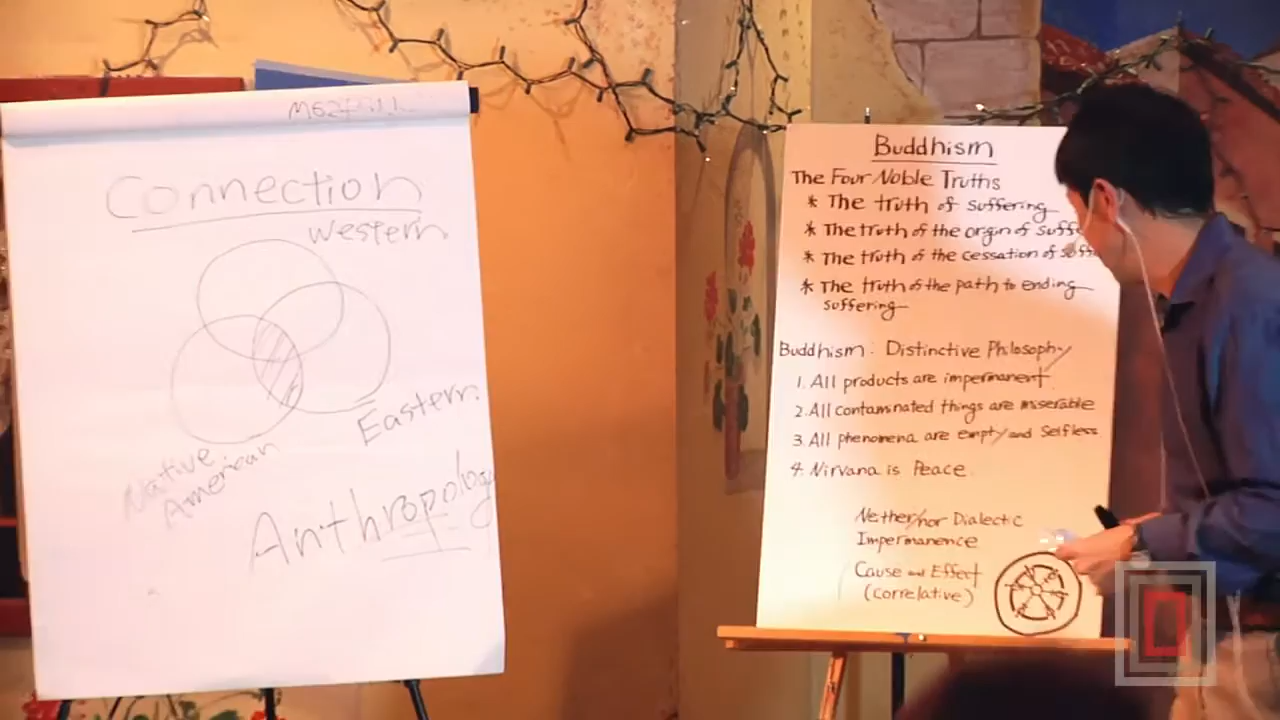 Connection
Western
Eastern
Native
American
Anthropology
Buddhism
The Four Noble Truths
* The truth of suffering
* The truth of the origin of suff
* The truth of the cessation of suff
* The truth of the path to ending
suffering
Buddhism: Distinctive Philosophy
1. All products are impermanent.
2. All contaminated things are miserable
3. All phenomena are empty and selfless
4. Nirvana is Peace.
Nether/nor Dialectic
Impermanence
Cause and Effect
(correlative)